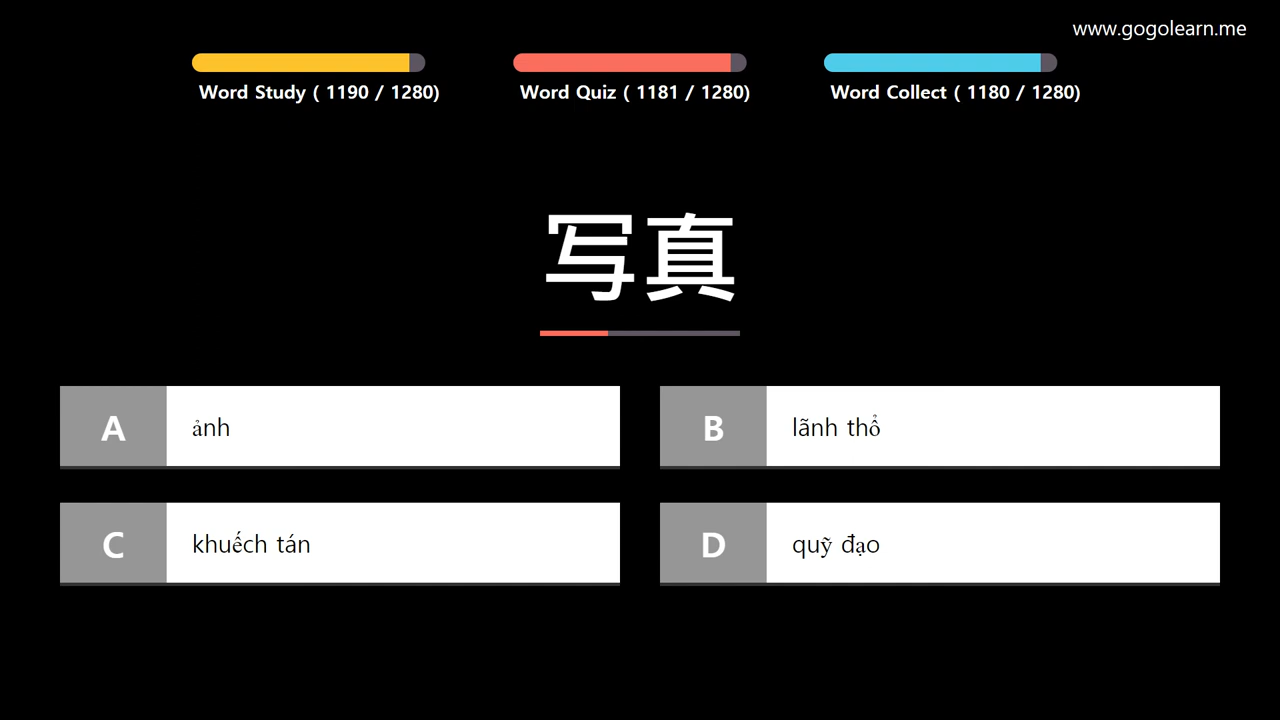 www.gogolearn.me
Word Study ( 1190 / 1280)
Word Quiz ( 1181 / 1280)
Word Collect ( 1180 / 1280)
写真
A
ảnh
B
lãnh thổ
C
khuếch tán
D
quỹ đạo